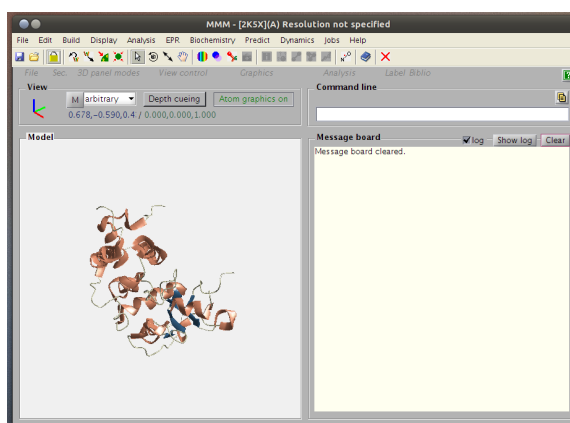 MMM - [2K5X](A) Resolution not specified
File Edit Build Display Analysis EPR Biochemistry Predict Dynamics Jobs Help
File Sec. 3D panel modes View control Graphics Analysis Label Biblio
View
Command line
M arbitrary Depth cueing Atom graphics on
0.678,-0.590,0.4 / 0.000,0.000,1.000
Model
Message board
log Show log Clear
Message board cleared.